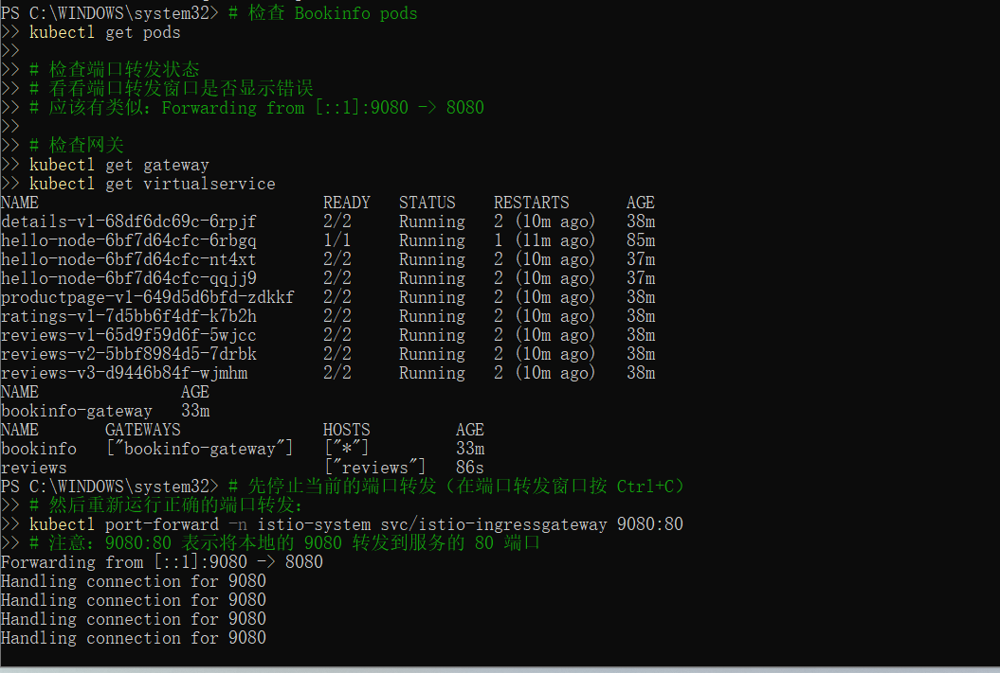 PS C:\WINDOWS\system32> # 检查 Bookinfo pods
>> kubectl get pods
>>
>> # 检查端口转发状态
>> # 看看端口转发窗口是否显示错误
>> # 应该有类似：Forwarding from [::1]:9080 -> 8080
>>
>> # 检查网关
>> kubectl get gateway
>> kubectl get virtualservice
NAME READY STATUS RESTARTS AGE
details-v1-68df6dc69c-6rpjf 2/2 Running 2 (10m ago) 38m
hello-node-6bf7d64cfc-6rbgq 1/1 Running 1 (11m ago) 85m
hello-node-6bf7d64cfc-nt4xt 2/2 Running 2 (10m ago) 37m
hello-node-6bf7d64cfc-qqjj9 2/2 Running 2 (10m ago) 37m
productpage-v1-649d5d6bfd-zdkkf 2/2 Running 2 (10m ago) 38m
ratings-v1-7d5bb6f4df-k7b2h 2/2 Running 2 (10m ago) 38m
reviews-v1-65d9f59d6f-5wjcc 2/2 Running 2 (10m ago) 38m
reviews-v2-5bbf8984d5-7drbk 2/2 Running 2 (10m ago) 38m
reviews-v3-d9446b84f-wjmhm 2/2 Running 2 (10m ago) 38m
NAME AGE
bookinfo-gateway 33m
NAME GATEWAYS HOSTS AGE
bookinfo ["bookinfo-gateway"] ["*"] 33m
reviews ["reviews"] 86s
PS C:\WINDOWS\system32> # 先停止当前的端口转发（在端口转发窗口按 Ctrl+C）
>> # 然后重新运行正确的端口转发：
>> kubectl port-forward -n istio-system svc/istio-ingressgateway 9080:80
>> # 注意：9080:80 表示将本地的 9080 转发到服务的 80 端口
Forwarding from [::1]:9080 -> 8080
Handling connection for 9080
Handling connection for 9080
Handling connection for 9080
Handling connection for 9080